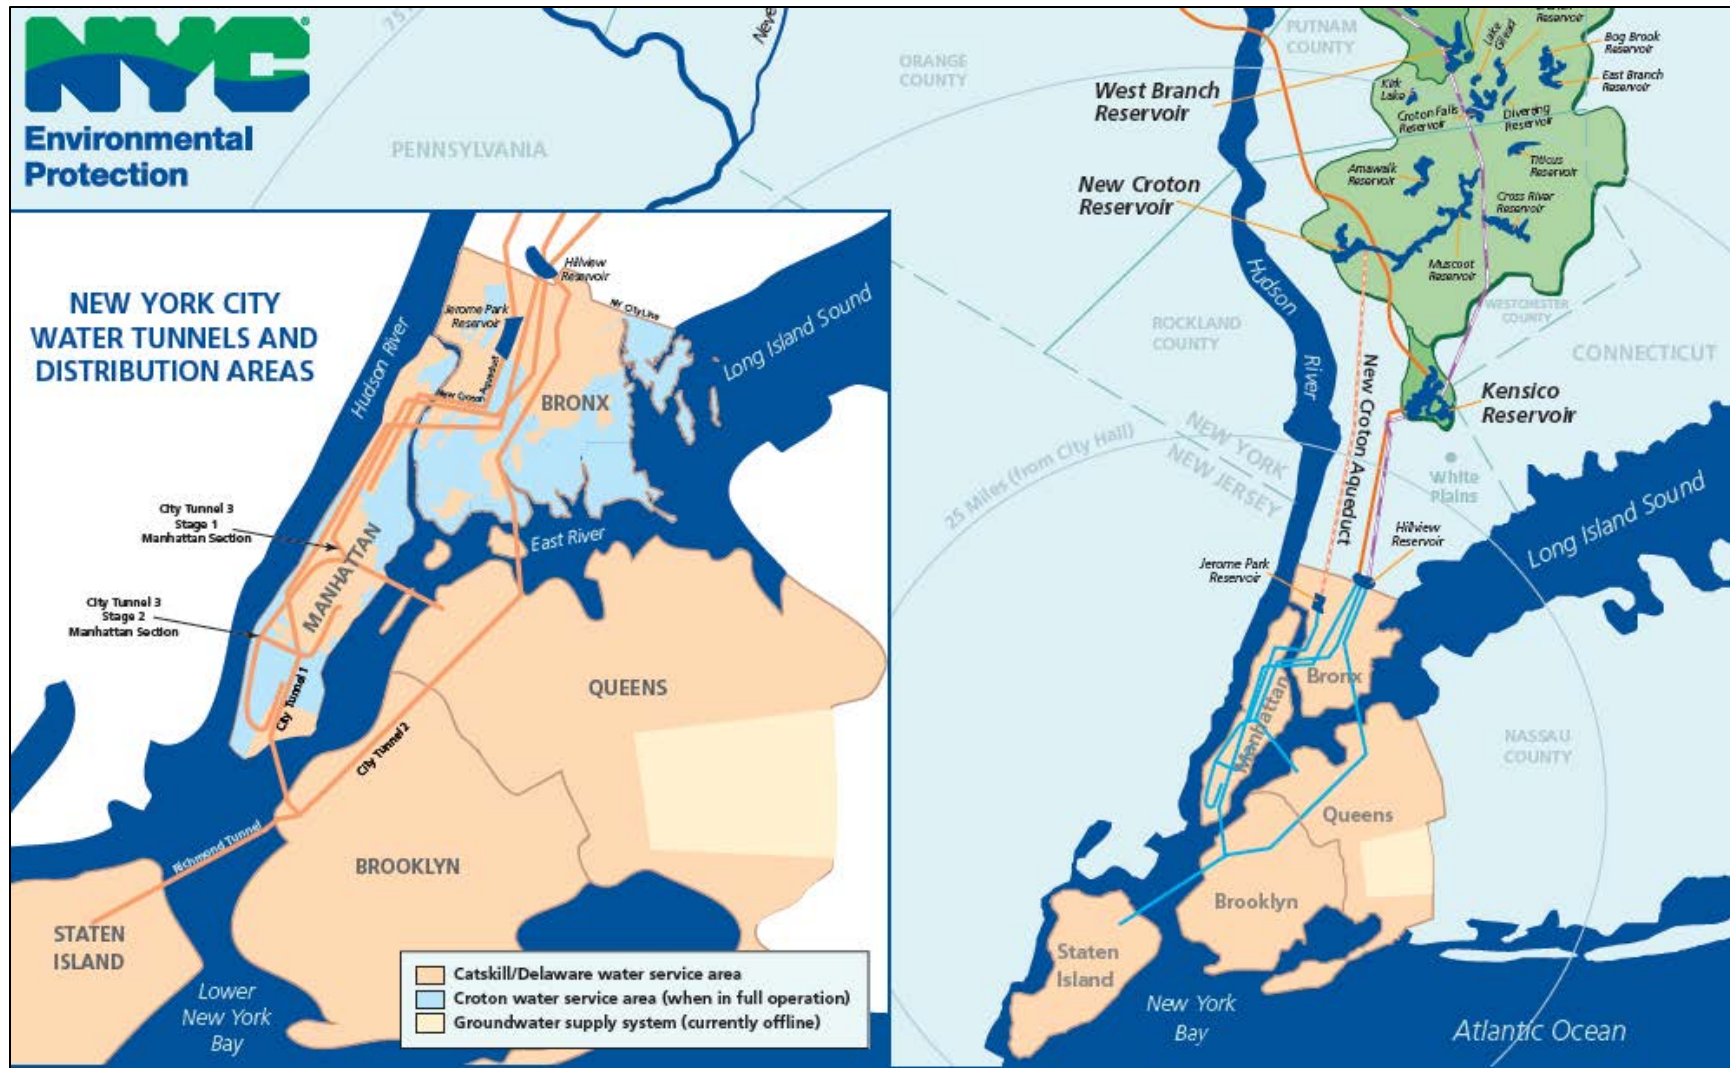 NYC
Environmental
Protection
75
Neve
PENNSYLVANIA
ORANGE
COUNTY
PUTNAM
COUNTY
Lake
Gilead
Reservoir
Bog Brook
Reservoir
East Branch
Reservoir
West Branch
Reservoir
Kirk
Lake
Croton Falls
Reservoir
Diverting
Reservoir
Titicus
Reservoir
Amawalk
Reservoir
New Croton
Reservoir
Cross River
Reservoir
Muscoot
Reservoir
Hudson
River
WESTCHESTER
COUNTY
ROCKLAND
COUNTY
CONNECTICUT
New Croton Aqueduct
Kensico
Reservoir
NEW YORK
NEW JERSEY
25 Miles (from City Hall)
White
Plains
Hillview
Reservoir
Long Island Sound
Jerome Park
Reservoir
Bronx
Manhattan
NASSAU
COUNTY
Queens
Brooklyn
Staten
Island
New York
Bay
Atlantic Ocean
NEW YORK CITY
WATER TUNNELS AND
DISTRIBUTION AREAS
Hillview
Reservoir
Jerome Park
Reservoir
NY City Line
Long Island Sound
Hudson River
New Croton
Aqueduct
BRONX
City Tunnel 3
Stage 1
Manhattan Section
East River
MANHATTAN
City Tunnel 3
Stage 2
Manhattan Section
City Tunnel 1
QUEENS
City Tunnel 2
Richmond Tunnel
BROOKLYN
STATEN
ISLAND
Lower
New York
Bay
Catskill/Delaware water service area
Croton water service area (when in full operation)
Groundwater supply system (currently offline)